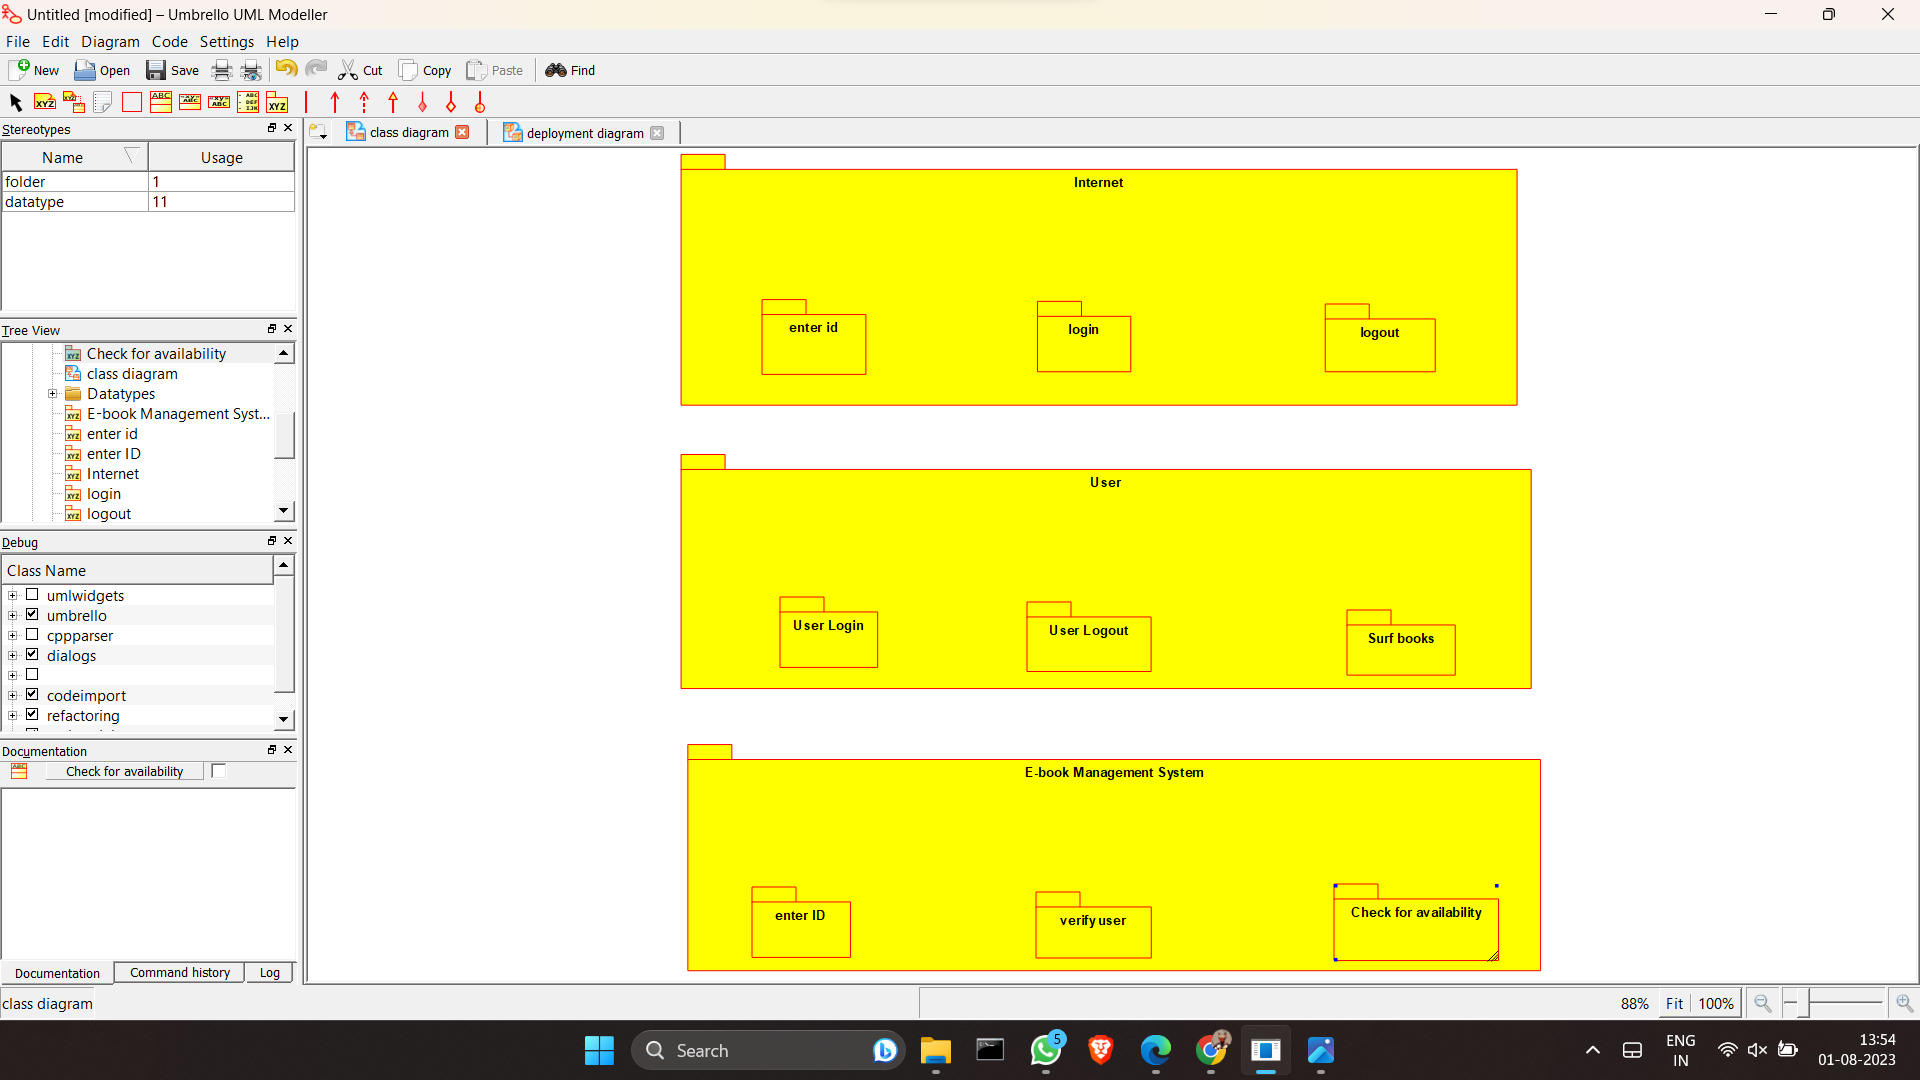 Untitled [modified] – Umbrello UML Modeller
File Edit Diagram Code Settings Help
New Open Save Cut Copy Paste Find
Stereotypes
Name Usage
folder 1
datatype 11
Tree View
Check for availability
class diagram
Datatypes
E-book Management Syst...
enter id
enter ID
Internet
login
logout
Debug
Class Name
umlwidgets
umbrello
cppparser
dialogs
codeimport
refactoring
Documentation
Check for availability
Documentation Command history Log
class diagram
class diagram deployment diagram
Internet
enter id login logout
User
User Login User Logout Surf books
E-book Management System
enter ID verify user Check for availability
88% Fit 100%
Search
5
ENG
IN
13:54
01-08-2023